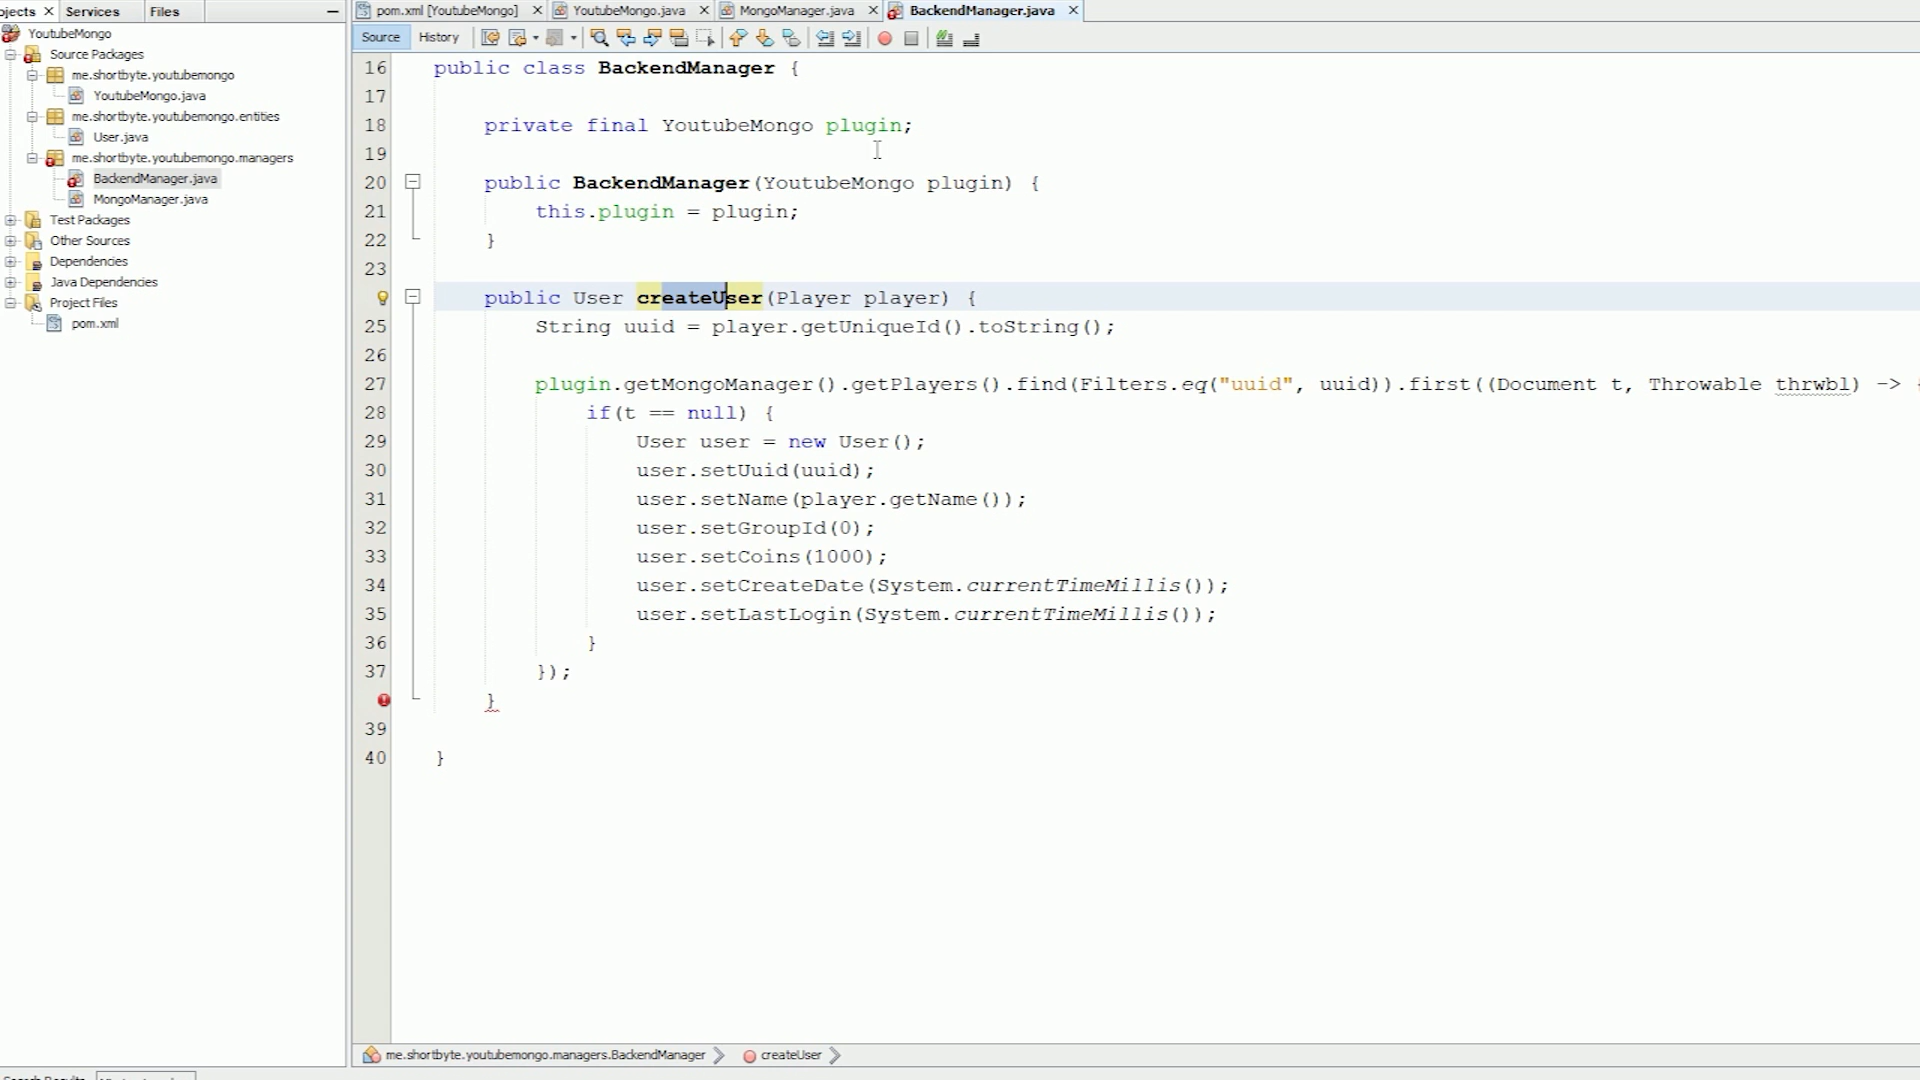 ojects Services Files
pom.xml [YoutubeMongo] YoutubeMongo.java MongoManager.java BackendManager.java
Source History
YoutubeMongo
Source Packages
me.shortbyte.youtubemongo
YoutubeMongo.java
me.shortbyte.youtubemongo.entities
User.java
me.shortbyte.youtubemongo.managers
BackendManager.java
MongoManager.java
Test Packages
Other Sources
Dependencies
Java Dependencies
Project Files
pom.xml
16 public class BackendManager {
17
18 private final YoutubeMongo plugin;
19
20 public BackendManager(YoutubeMongo plugin) {
21 this.plugin = plugin;
22 }
23
public User createUser(Player player) {
25 String uuid = player.getUniqueId().toString();
26
27 plugin.getMongoManager().getPlayers().find(Filters.eq("uuid", uuid)).first((Document t, Throwable thrwbl) -> {
28 if(t == null) {
29 User user = new User();
30 user.setUuid(uuid);
31 user.setName(player.getName());
32 user.setGroupId(0);
33 user.setCoins(1000);
34 user.setCreateDate(System.currentTimeMillis());
35 user.setLastLogin(System.currentTimeMillis());
36 }
37 });
}
39
40 }
me.shortbyte.youtubemongo.managers.BackendManager createUser
Search Results